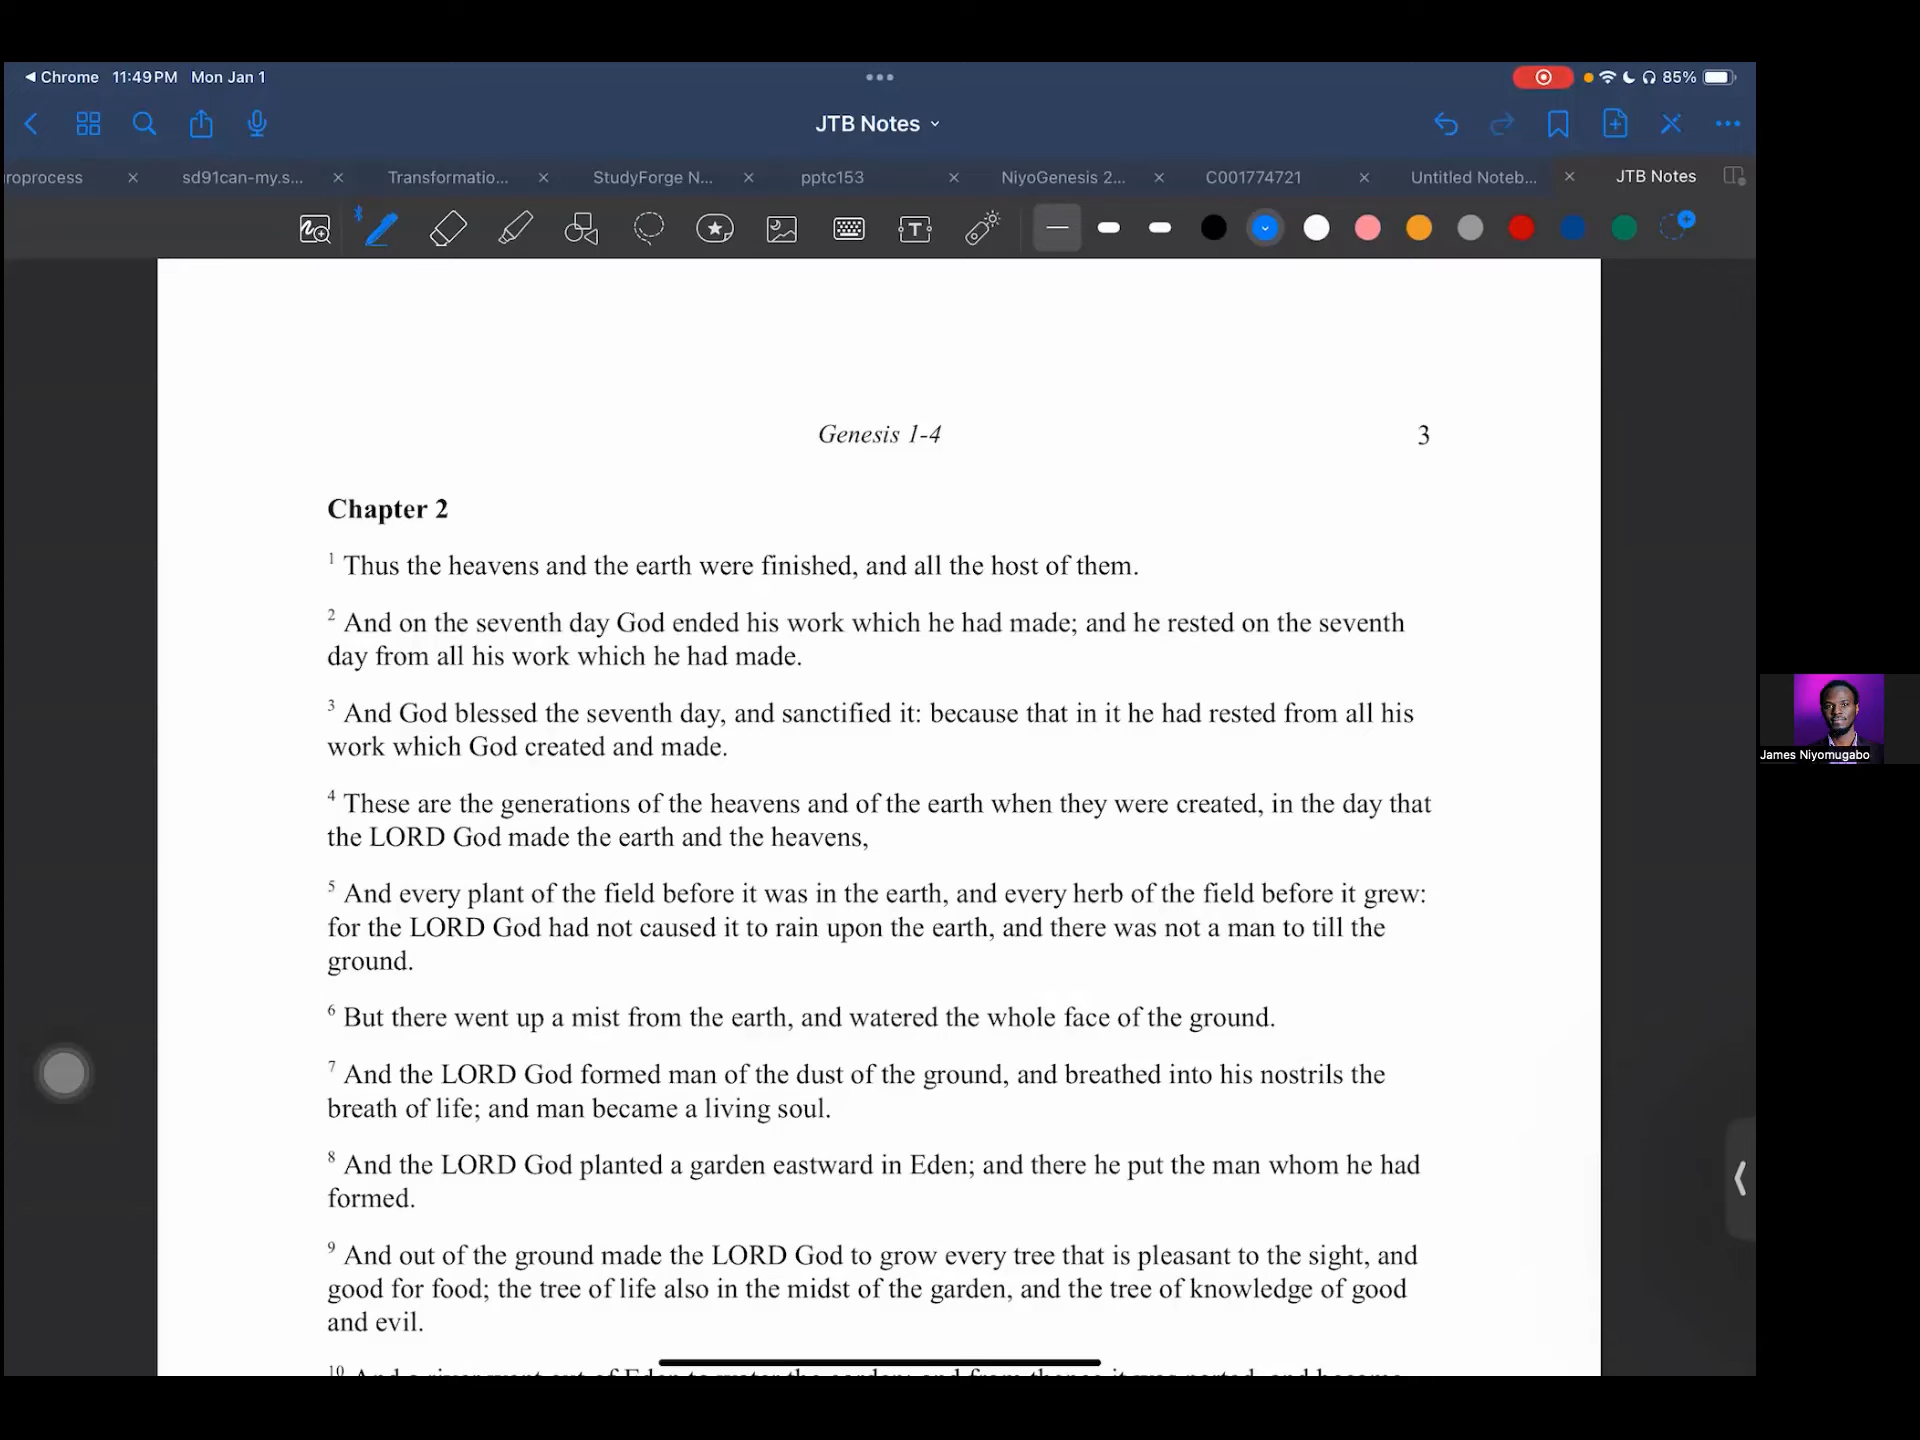 Chrome 11:49 PM Mon Jan 1
85%
JTB Notes
roprocess
sd91can-my.s...
Transformatio...
StudyForge N...
pptc153
NiyoGenesis 2...
C001774721
Untitled Noteb...
JTB Notes
Genesis 1-4
3
Chapter 2
1 Thus the heavens and the earth were finished, and all the host of them.
2 And on the seventh day God ended his work which he had made; and he rested on the seventh
day from all his work which he had made.
3 And God blessed the seventh day, and sanctified it: because that in it he had rested from all his
work which God created and made.
4 These are the generations of the heavens and of the earth when they were created, in the day that
the LORD God made the earth and the heavens,
5 And every plant of the field before it was in the earth, and every herb of the field before it grew:
for the LORD God had not caused it to rain upon the earth, and there was not a man to till the
ground.
6 But there went up a mist from the earth, and watered the whole face of the ground.
7 And the LORD God formed man of the dust of the ground, and breathed into his nostrils the
breath of life; and man became a living soul.
James Niyomugabo
8 And the LORD God planted a garden eastward in Eden; and there he put the man whom he had
formed.
9 And out of the ground made the LORD God to grow every tree that is pleasant to the sight, and
good for food; the tree of life also in the midst of the garden, and the tree of knowledge of good
and evil.